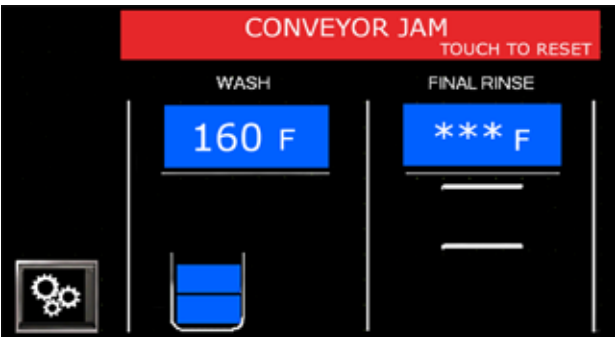 CONVEYOR JAM
TOUCH TO RESET
WASH
FINAL RINSE
160 F
*** F